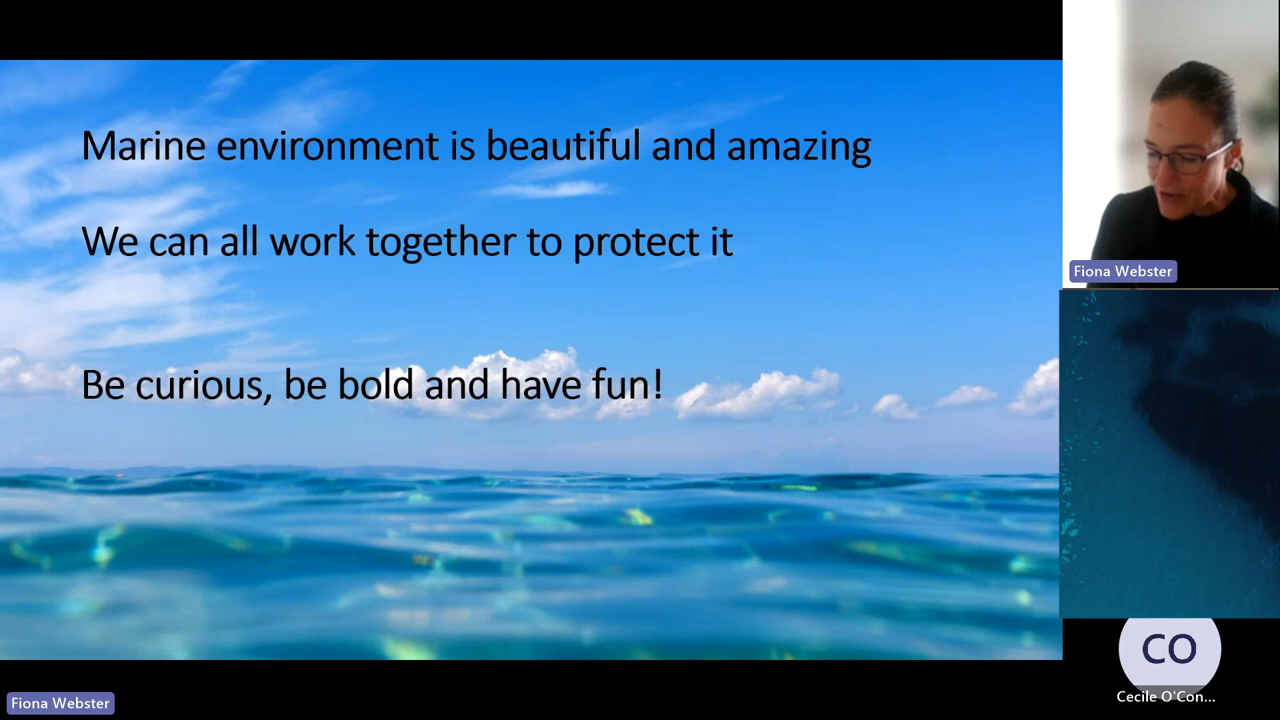 Marine environment is beautiful and amazing
We can all work together to protect it
Be curious, be bold and have fun!
Fiona Webster
CO
Cecile O'Con...
Fiona Webster